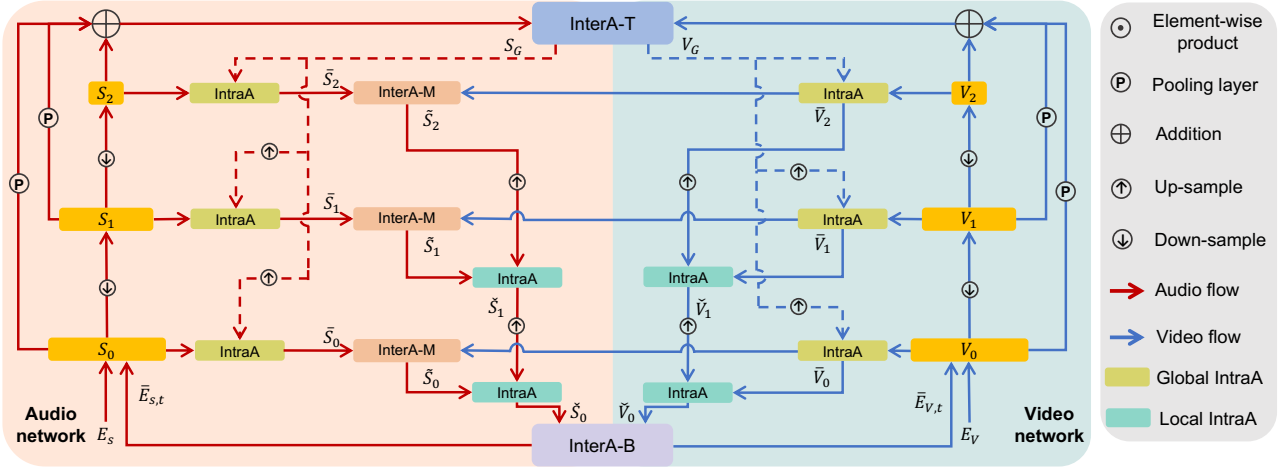 InterA-T
S_G
V_G
S_2
IntraA
S̄_2
InterA-M
S̃_2
IntraA
V̄_2
V_2
P
P
P
P
S_1
IntraA
S̄_1
InterA-M
S̃_1
IntraA
V̄_1
V_1
IntraA
IntraA
Š_1
V̌_1
S_0
IntraA
S̄_0
InterA-M
S̃_0
IntraA
V̄_0
V_0
IntraA
IntraA
Š_0
V̌_0
Ē_{s,t}
Ē_{V,t}
Audio
network
E_s
InterA-B
E_V
Video
network
Element-wise
product
P
Pooling layer
Addition
Up-sample
Down-sample
Audio flow
Video flow
Global IntraA
Local IntraA